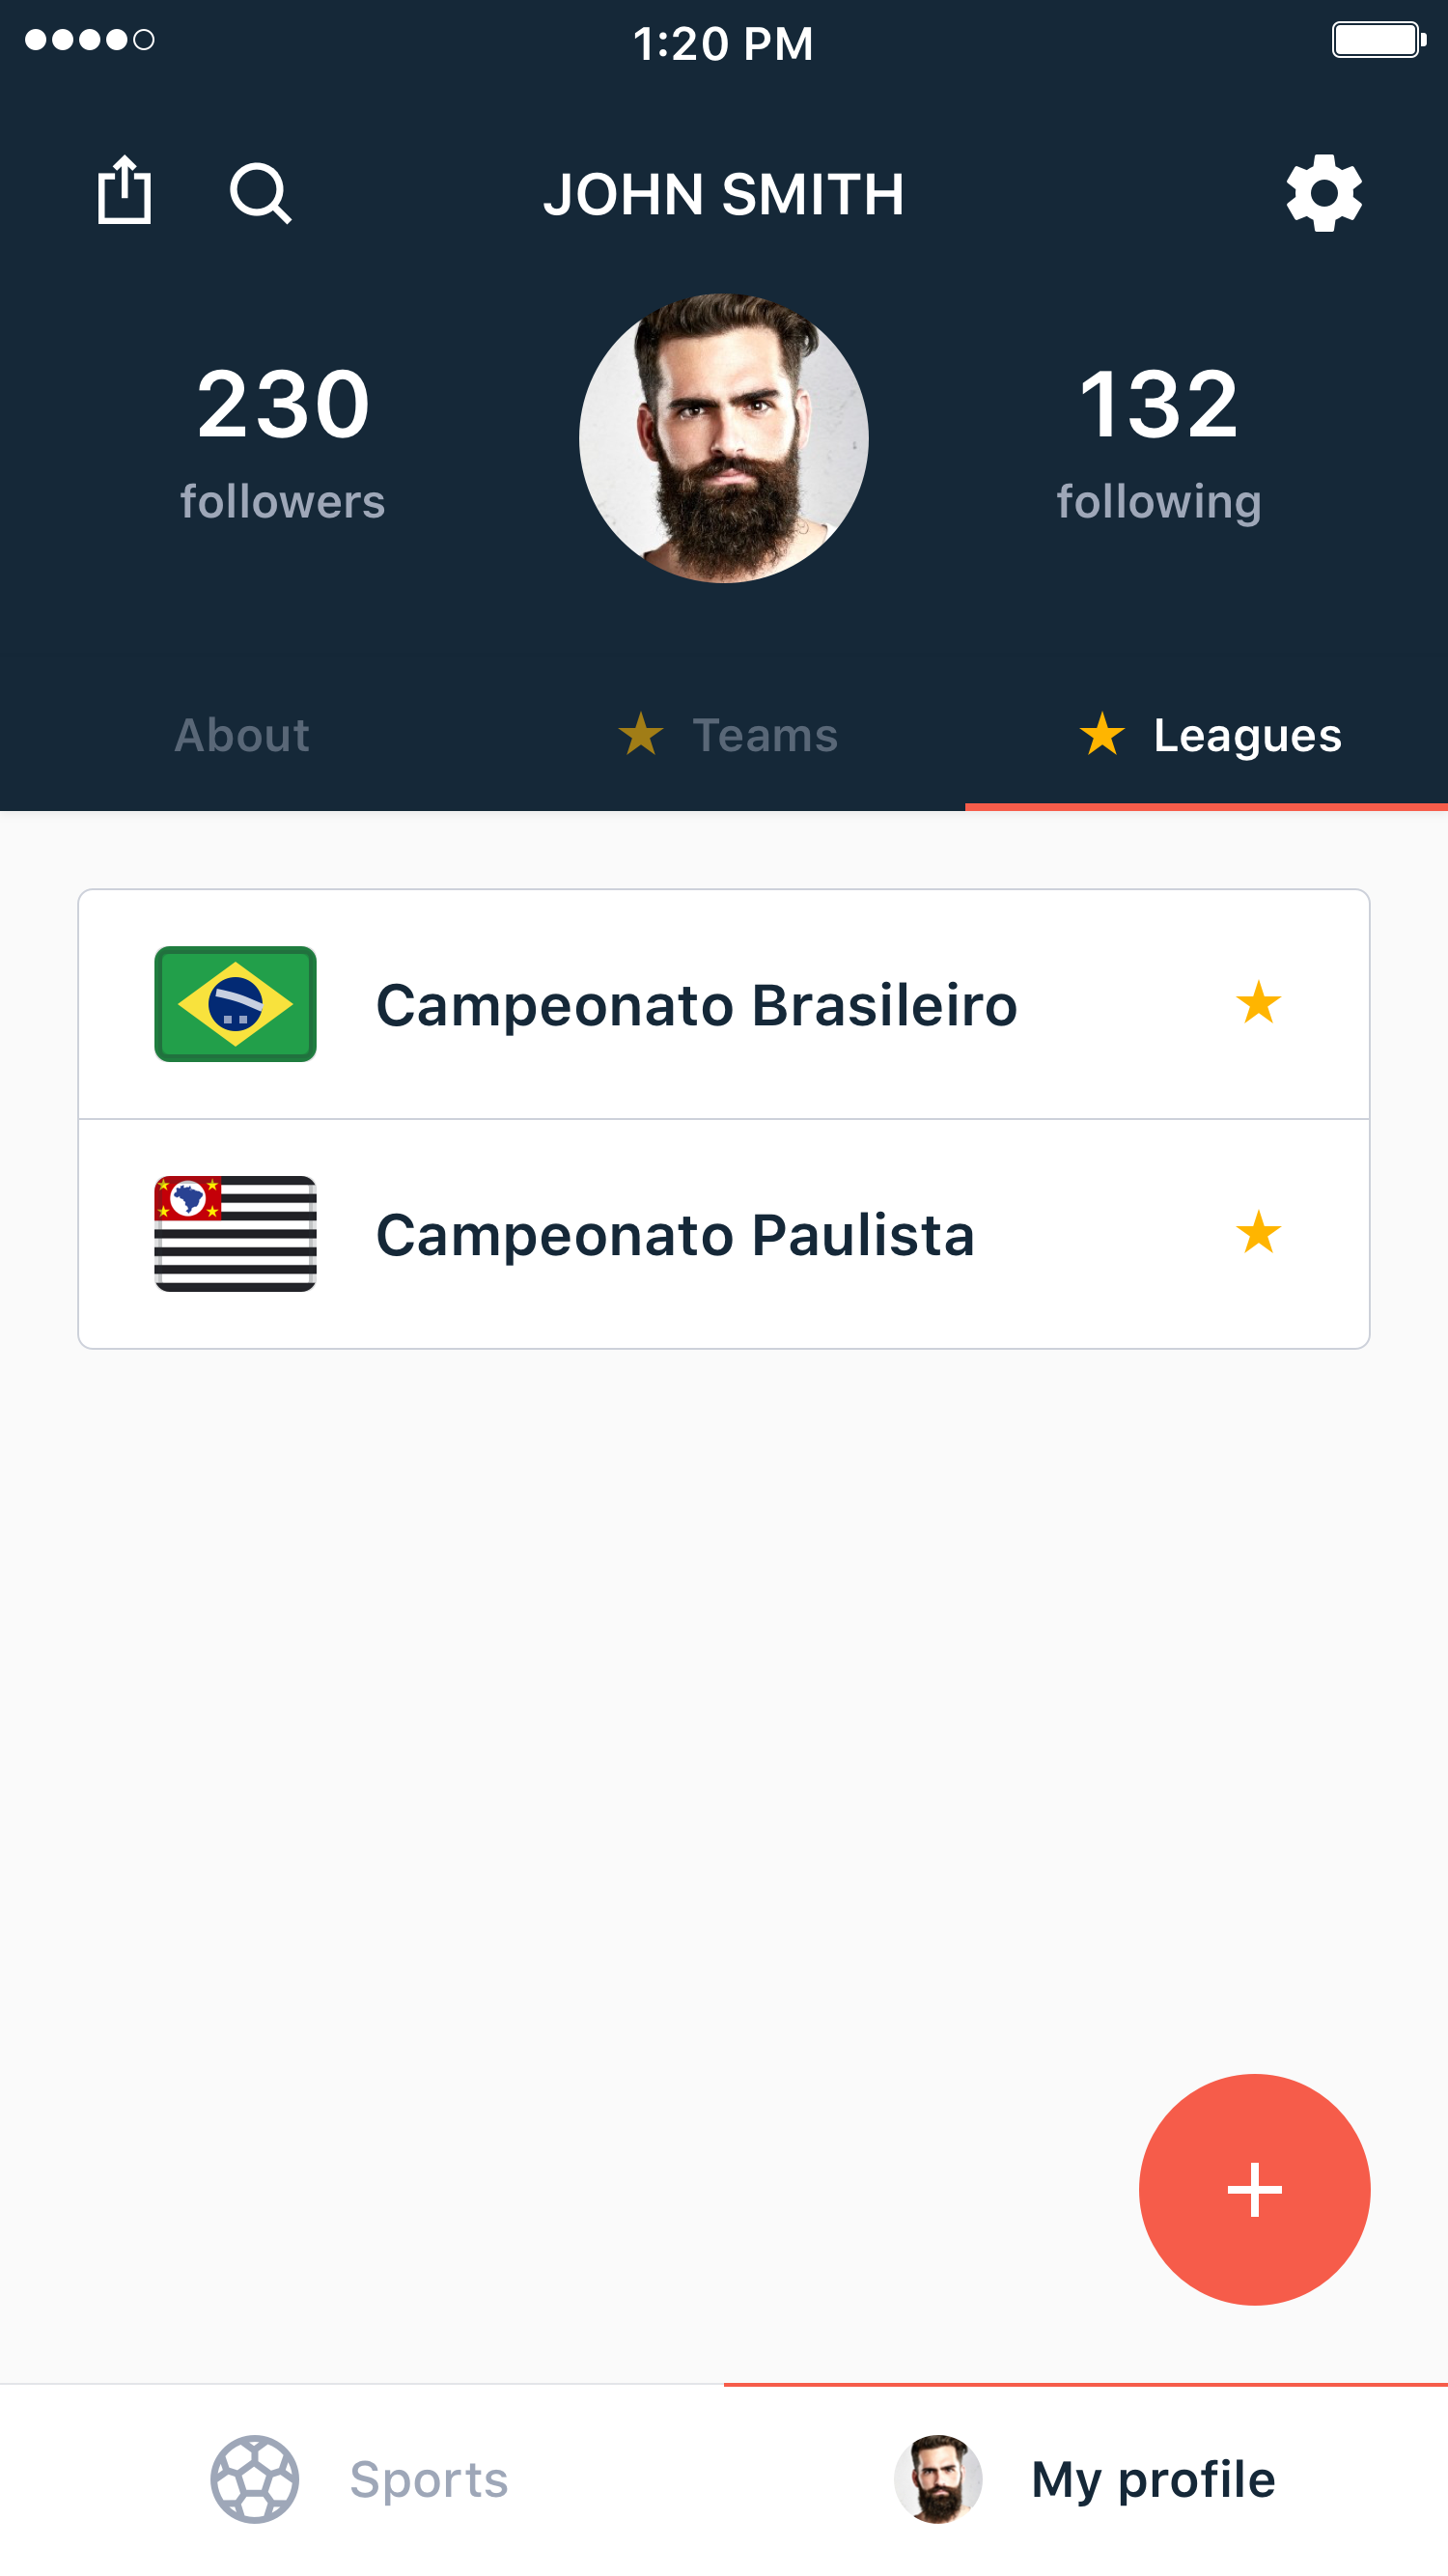 1:20 PM
JOHN SMITH
230
followers
132
following
About
Teams
Leagues
Campeonato Brasileiro
Campeonato Paulista
Sports
My profile